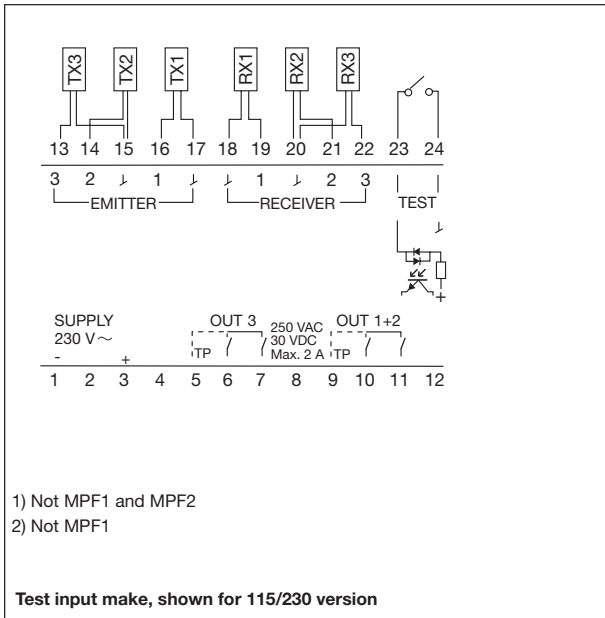 TX3 TX2 TX1 RX1 RX2 RX3
13 14 15 16 17 18 19 20 21 22 23 24
3 2 1 1 2 3
EMITTER RECEIVER TEST
+
SUPPLY
230 V~
OUT 3
250 VAC
30 VDC
Max. 2 A
OUT 1+2
- + TP TP
1 2 3 4 5 6 7 8 9 10 11 12
1) Not MPF1 and MPF2
2) Not MPF1
Test input make, shown for 115/230 version